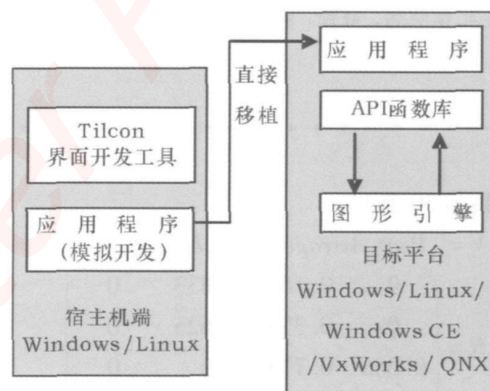 Tilcon
界面开发工具
应用程序
(模拟开发)
宿主机端
Windows/Linux
直接
移植
应用程序
API函数库
图形引擎
目标平台
Windows/Linux/
Windows CE
/VxWorks/QNX